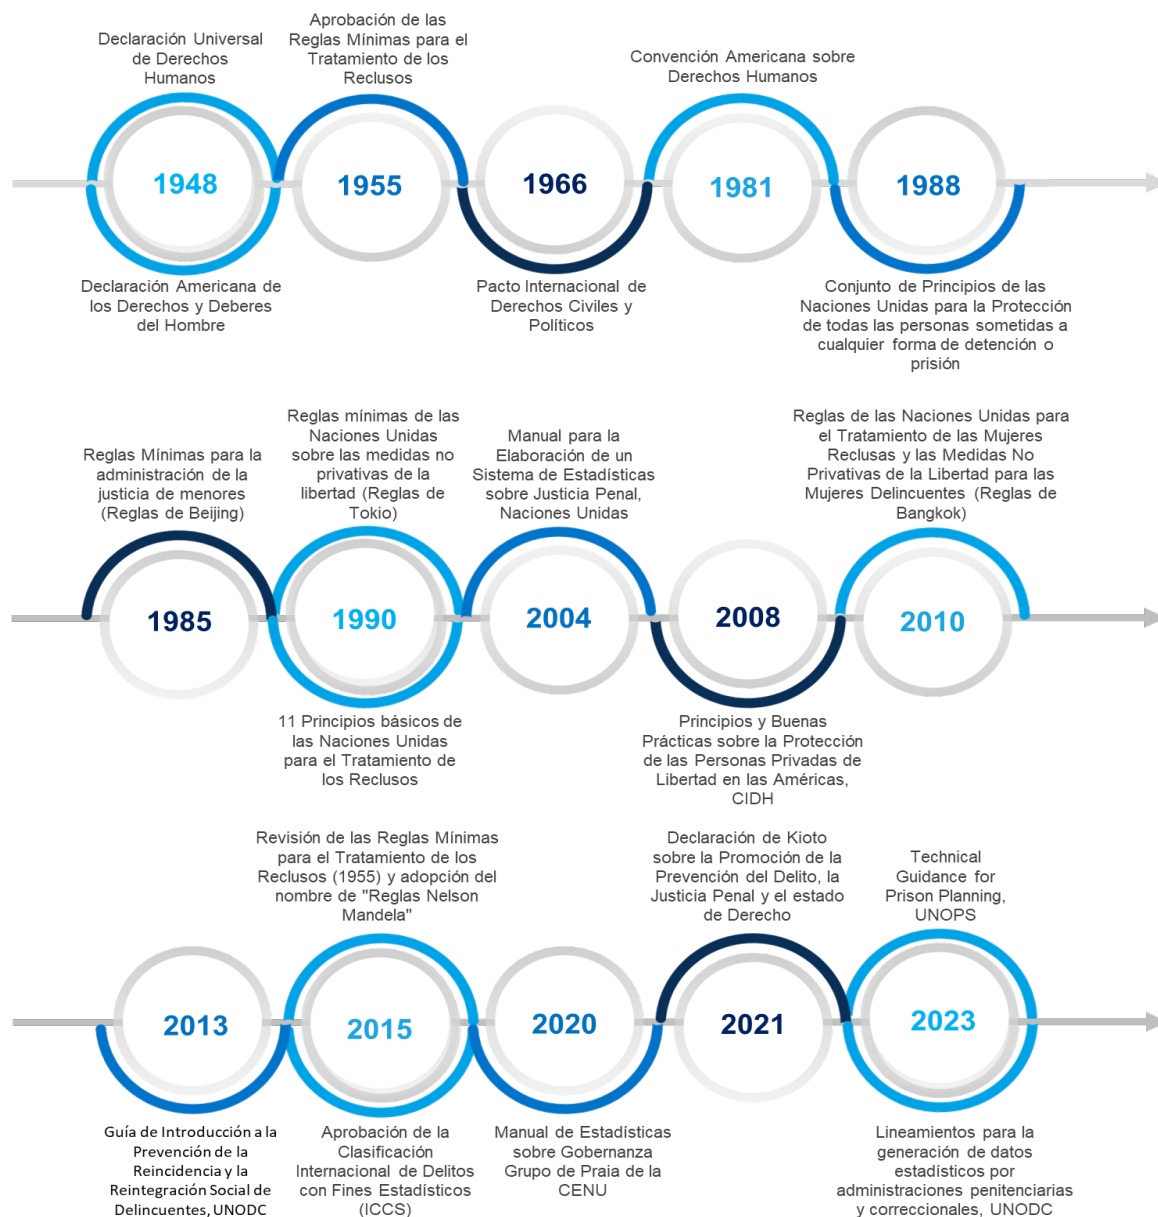 Declaración Universal
de Derechos
Humanos
Aprobación de las
Reglas Mínimas para el
Tratamiento de los
Reclusos
Convención Americana sobre
Derechos Humanos
1948
1955
1966
1981
1988
Declaración Americana de
los Derechos y Deberes
del Hombre
Pacto Internacional de
Derechos Civiles y
Políticos
Conjunto de Principios de las
Naciones Unidas para la Protección
de todas las personas sometidas a
cualquier forma de detención o
prisión
Reglas Mínimas para la
administración de la
justicia de menores
(Reglas de Beijing)
Reglas mínimas de las
Naciones Unidas
sobre las medidas no
privativas de la
libertad (Reglas de
Tokio)
Manual para la
Elaboración de un
Sistema de Estadísticas
sobre Justicia Penal,
Naciones Unidas
Reglas de las Naciones Unidas para
el Tratamiento de las Mujeres
Reclusas y las Medidas No
Privativas de la Libertad para las
Mujeres Delincuentes (Reglas de
Bangkok)
1985
1990
2004
2008
2010
11 Principios básicos de
las Naciones Unidas
para el Tratamiento de
los Reclusos
Principios y Buenas
Prácticas sobre la Protección
de las Personas Privadas de
Libertad en las Américas,
CIDH
Revisión de las Reglas Mínimas
para el Tratamiento de los
Reclusos (1955) y adopción del
nombre de "Reglas Nelson
Mandela"
Declaración de Kioto
sobre la Promoción de la
Prevención del Delito, la
Justicia Penal y el estado
de Derecho
Technical
Guidance for
Prison Planning,
UNOPS
2013
2015
2020
2021
2023
Guía de Introducción a la
Prevención de la
Reincidencia y la
Reintegración Social de
Delincuentes, UNODC
Aprobación de la
Clasificación
Internacional de Delitos
con Fines Estadísticos
(ICCS)
Manual de Estadísticas
sobre Gobernanza
Grupo de Praia de la
CENU
Lineamientos para la
generación de datos
estadísticos por
administraciones penitenciarias
y correccionales, UNODC